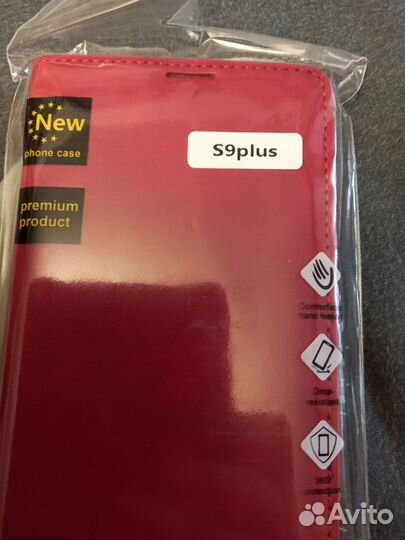 New
phone case
S9plus
premium
product
Comfortable
hand feeling
Drop-
resistant
360°
protection
Avito